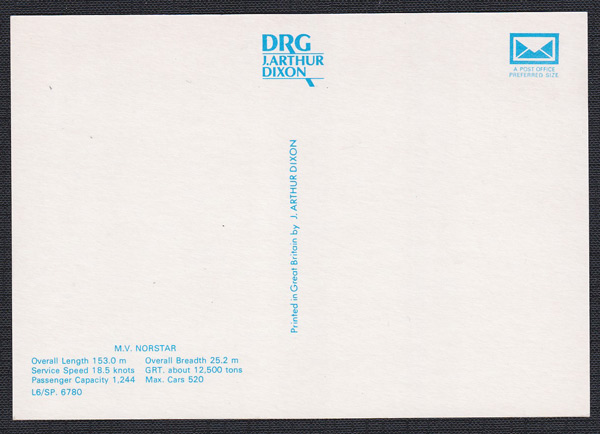 DRG
J.ARTHUR
DIXON
A POST OFFICE
PREFERRED SIZE
Printed in Great Britain by J. ARTHUR DIXON
M.V. NORSTAR
Overall Length 153.0 m Overall Breadth 25.2 m
Service Speed 18.5 knots GRT. about 12,500 tons
Passenger Capacity 1,244 Max. Cars 520
L6/SP. 6780